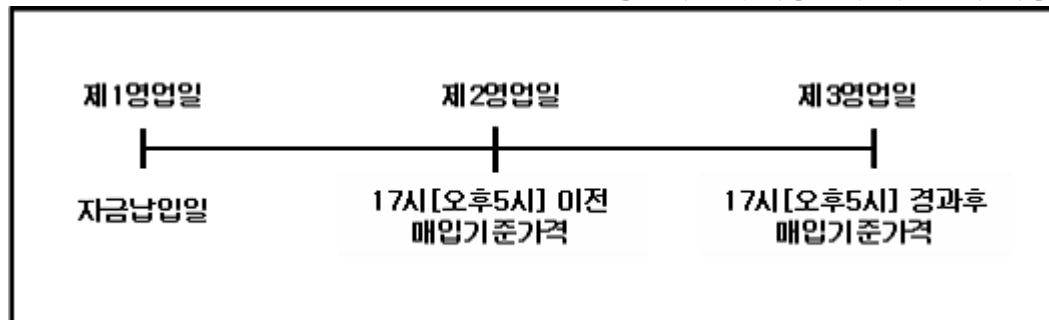 제1영업일 제2영업일 제3영업일
자금납입일 17시[오후5시] 이전 17시[오후5시] 경과후
매입기준가격 매입기준가격